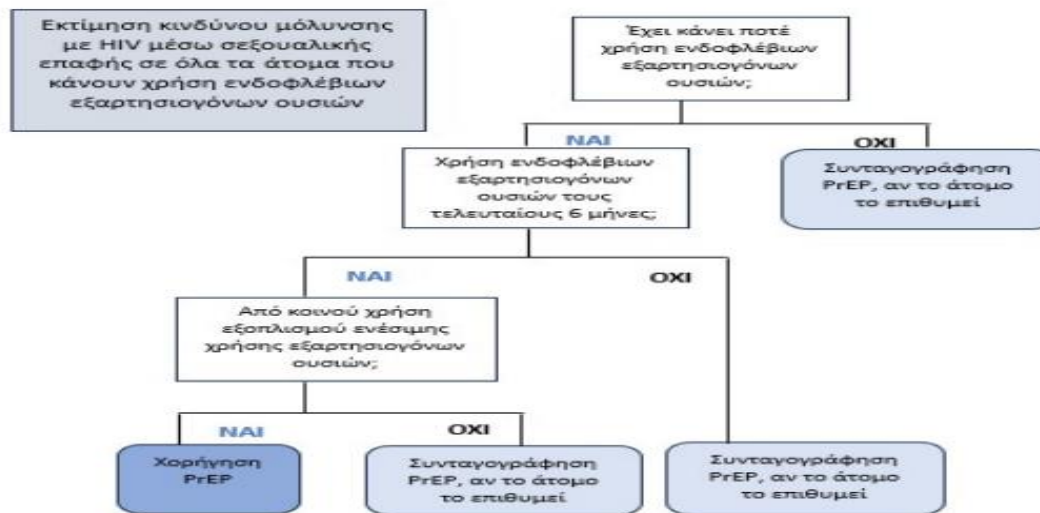 Εκτίμηση κινδύνου μόλυνσης
με HIV μέσω σεξουαλικής
επαφής σε όλα τα άτομα που
κάνουν χρήση ενδοφλέβιων
εξαρτησιογόνων ουσιών
Έχει κάνει ποτέ
χρήση ενδοφλέβιων
εξαρτησιογόνων
ουσιών;
ΝΑΙ
ΟΧΙ
Χρήση ενδοφλέβιων
εξαρτησιογόνων
ουσιών τους
τελευταίους 6 μήνες;
Συνταγογράφηση
PrEP, αν το άτομο
το επιθυμεί
ΝΑΙ
ΟΧΙ
Από κοινού χρήση
εξοπλισμού ενέσιμης
χρήσης εξαρτησιογόνων
ουσιών;
ΝΑΙ
ΟΧΙ
Χορήγηση
PrEP
Συνταγογράφηση
PrEP, αν το άτομο
το επιθυμεί
Συνταγογράφηση
PrEP, αν το άτομο
το επιθυμεί